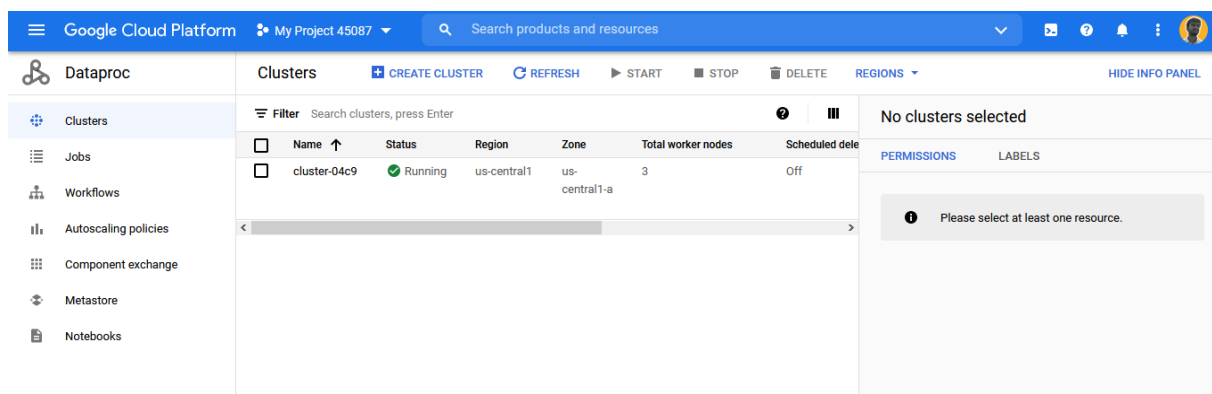 Google Cloud Platform My Project 45087 Search products and resources
Dataproc Clusters CREATE CLUSTER REFRESH START STOP DELETE REGIONS HIDE INFO PANEL
Clusters
Jobs
Workflows
Autoscaling policies
Component exchange
Metastore
Notebooks
Filter Search clusters, press Enter
Name Status Region Zone Total worker nodes Scheduled dele
cluster-04c9 Running us-central1 us- 3 Off
central1-a
No clusters selected
PERMISSIONS LABELS
Please select at least one resource.